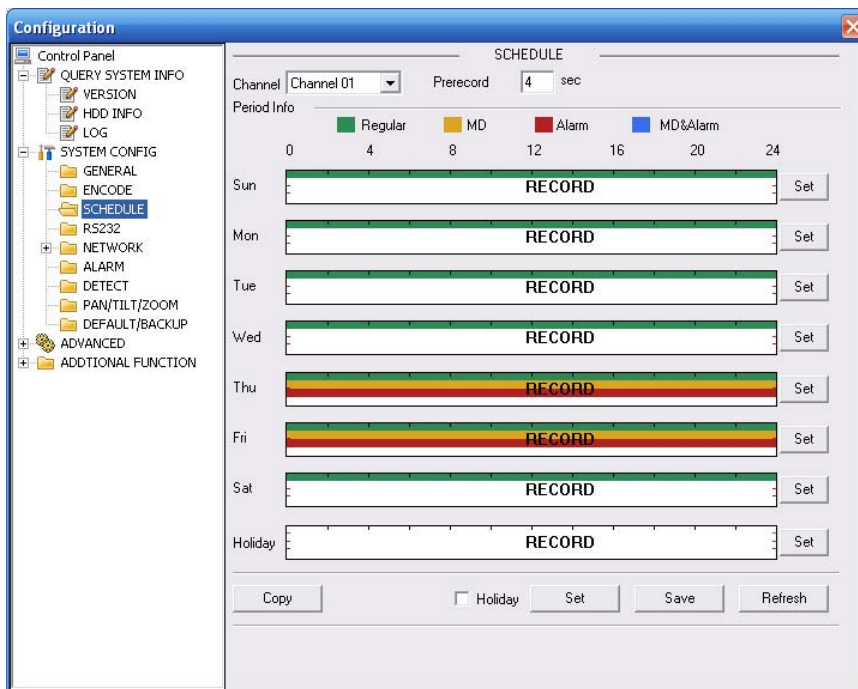 Configuration
Control Panel
QUERY SYSTEM INFO
VERSION
HDD INFO
LOG
SYSTEM CONFIG
GENERAL
ENCODE
SCHEDULE
RS232
NETWORK
ALARM
DETECT
PAN/TILT/ZOOM
DEFAULT/BACKUP
ADVANCED
ADDTIONAL FUNCTION
SCHEDULE
Channel Channel 01 Prerecord 4 sec
Period Info
Regular MD Alarm MD&Alarm
0 4 8 12 16 20 24
Sun RECORD Set
Mon RECORD Set
Tue RECORD Set
Wed RECORD Set
Thu RECORD Set
Fri RECORD Set
Sat RECORD Set
Holiday RECORD Set
Copy Holiday Set Save Refresh